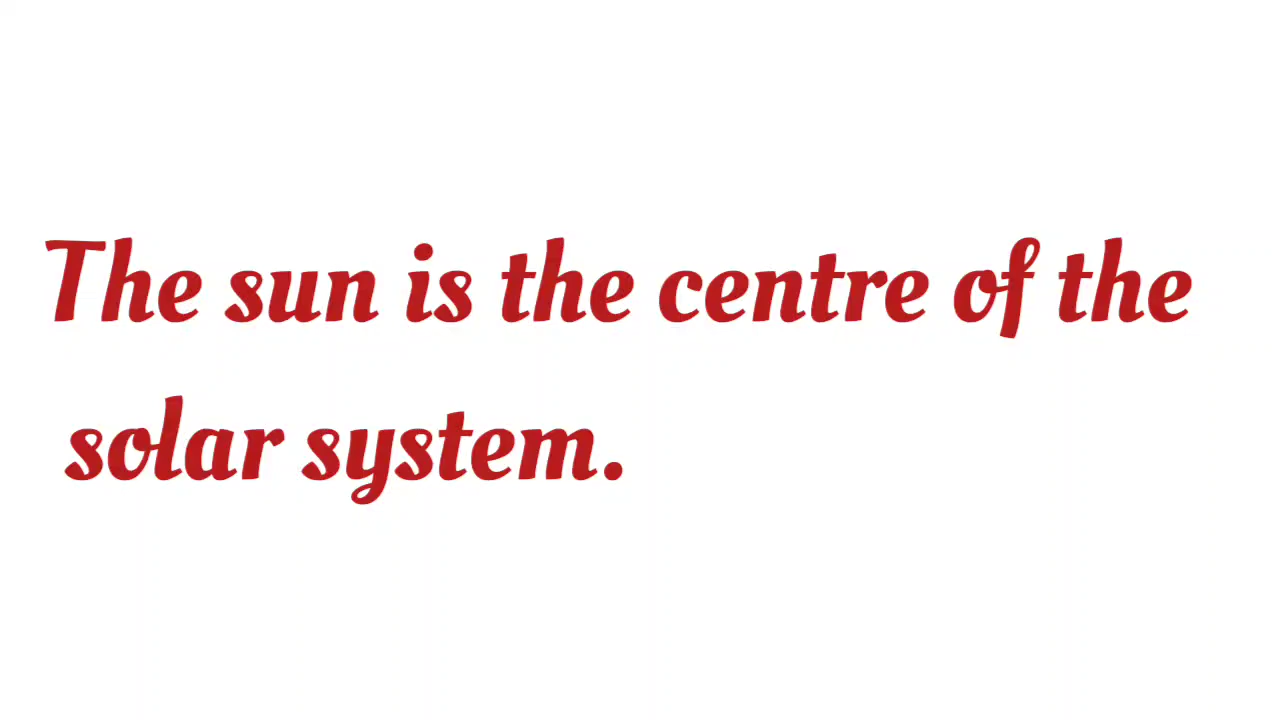 The sun is the centre of the
solar system.